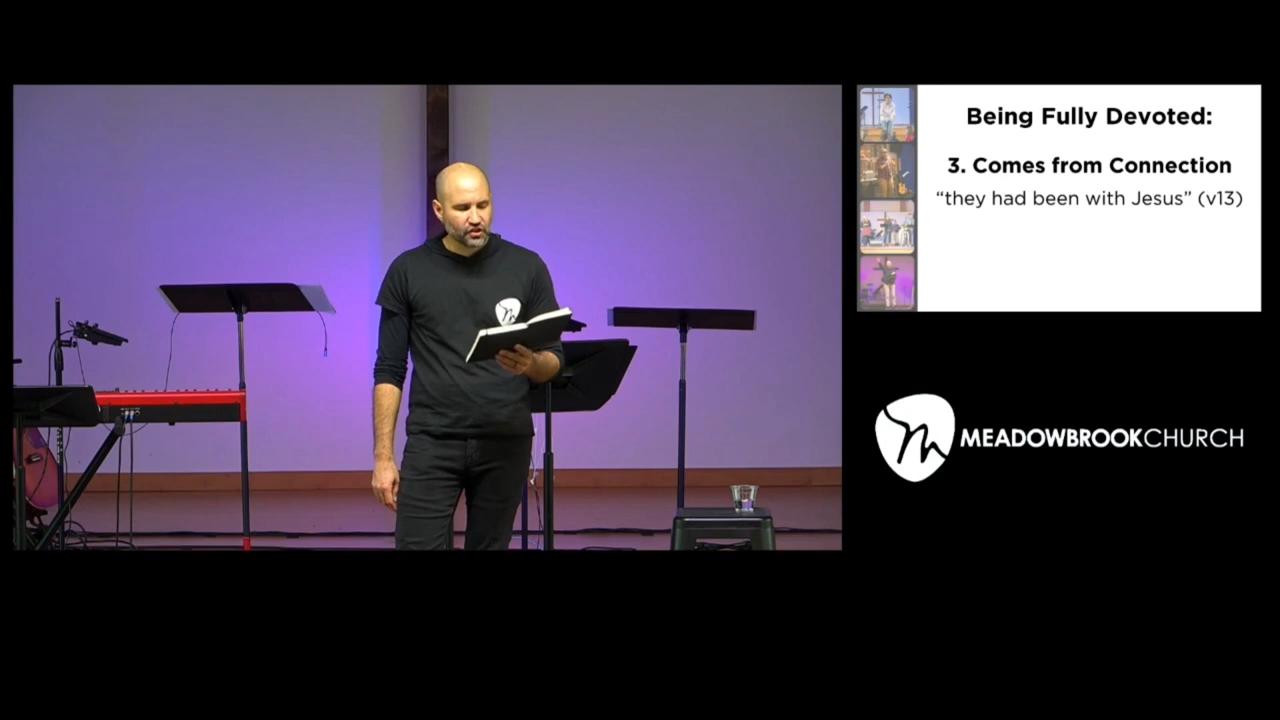 Being Fully Devoted:
3. Comes from Connection
“they had been with Jesus” (v13)
MEADOWBROOKCHURCH